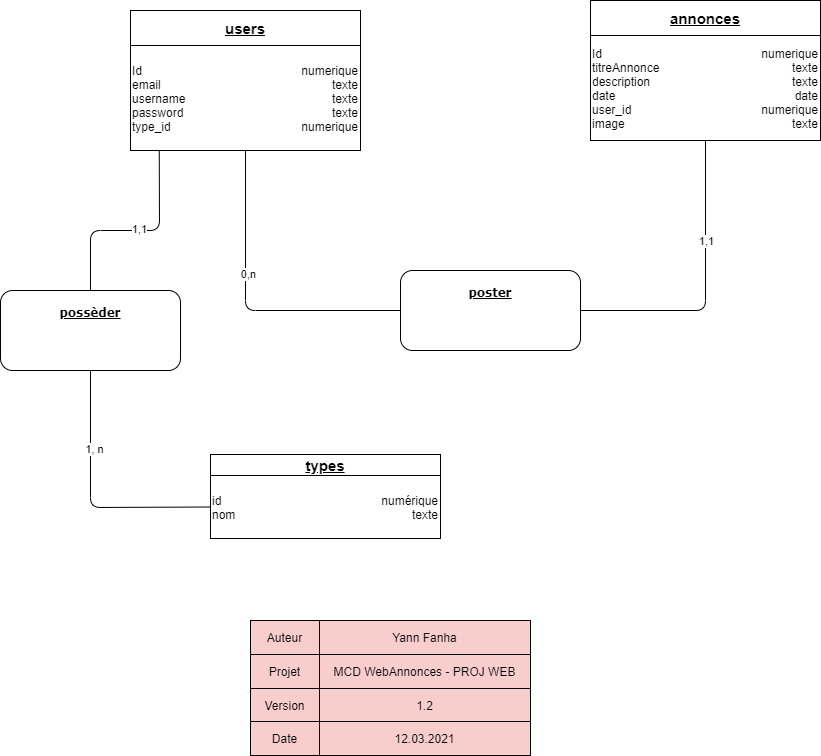 users
Id numerique
email texte
username texte
password texte
type_id numerique
annonces
Id numerique
titreAnnonce texte
description texte
date date
user_id numerique
image texte
1,1
0,n
1,1
possèder
poster
1, n
types
id numérique
nom texte
Auteur Yann Fanha
Projet MCD WebAnnonces - PROJ WEB
Version 1.2
Date 12.03.2021